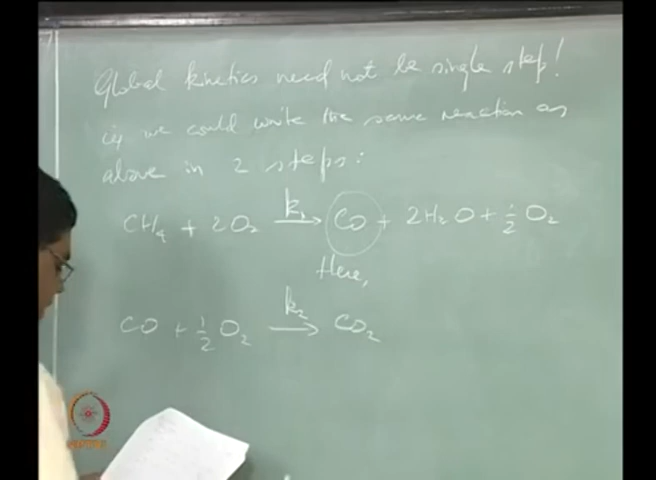 Global kinetics need not be single step!
ie, we could write the same reaction as
above in 2 steps:
CH₄ + 2O₂ —k₁→ CO + 2H₂O + ½ O₂
Here,
CO + ½ O₂ —k₂→ CO₂